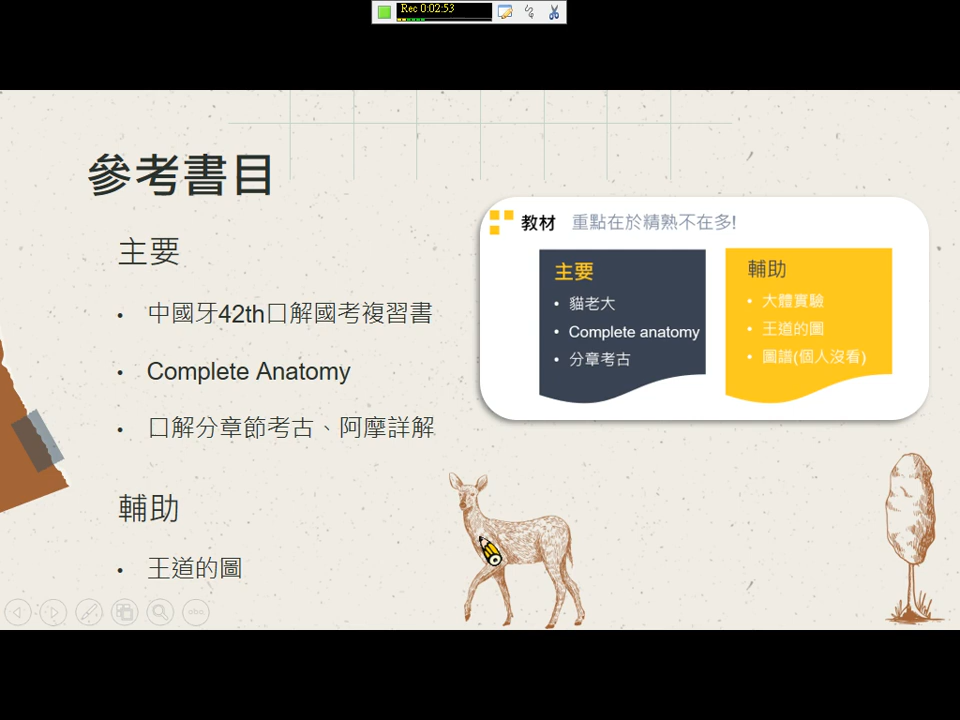 Rec 0:02:53
參考書目
主要
• 中國牙42th口解國考複習書
• Complete Anatomy
• 口解分章節考古、阿摩詳解
輔助
• 王道的圖
教材 重點在於精熟不在多!
主要
• 貓老大
• Complete anatomy
• 分章考古
輔助
• 大體實驗
• 王道的圖
• 圖譜(個人沒看)
abc